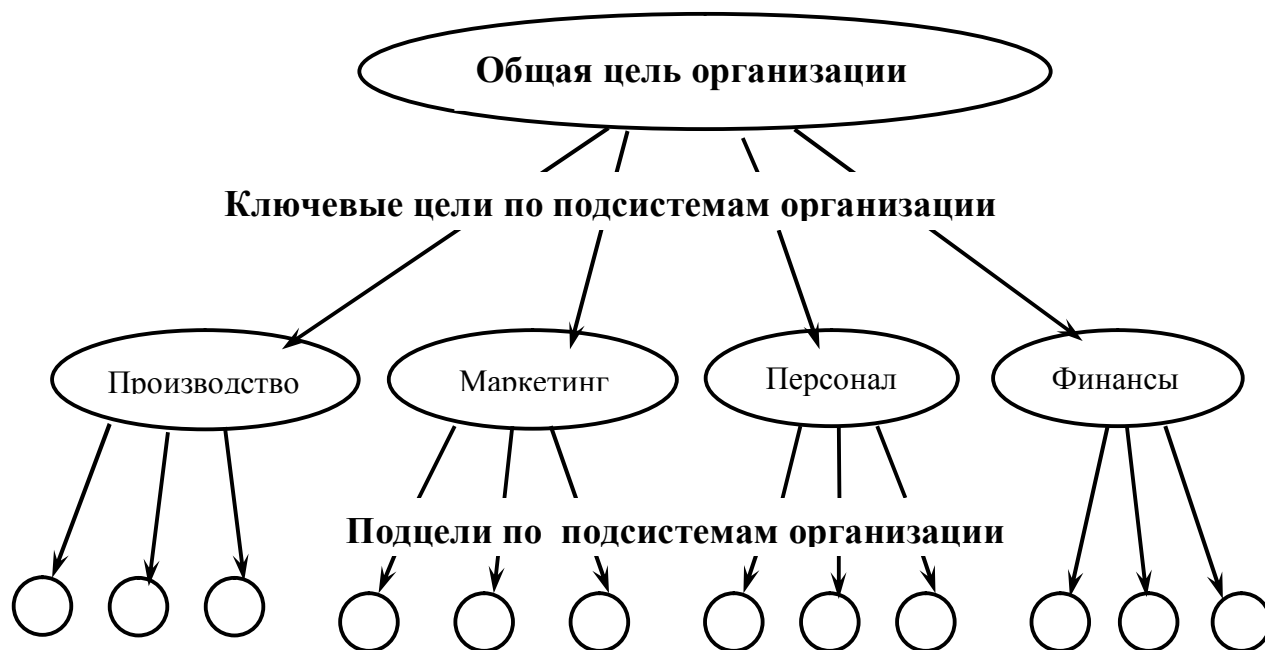 Общая цель организации
Ключевые цели по подсистемам организации
Производство
Маркетинг
Персонал
Финансы
Подцели по подсистемам организации